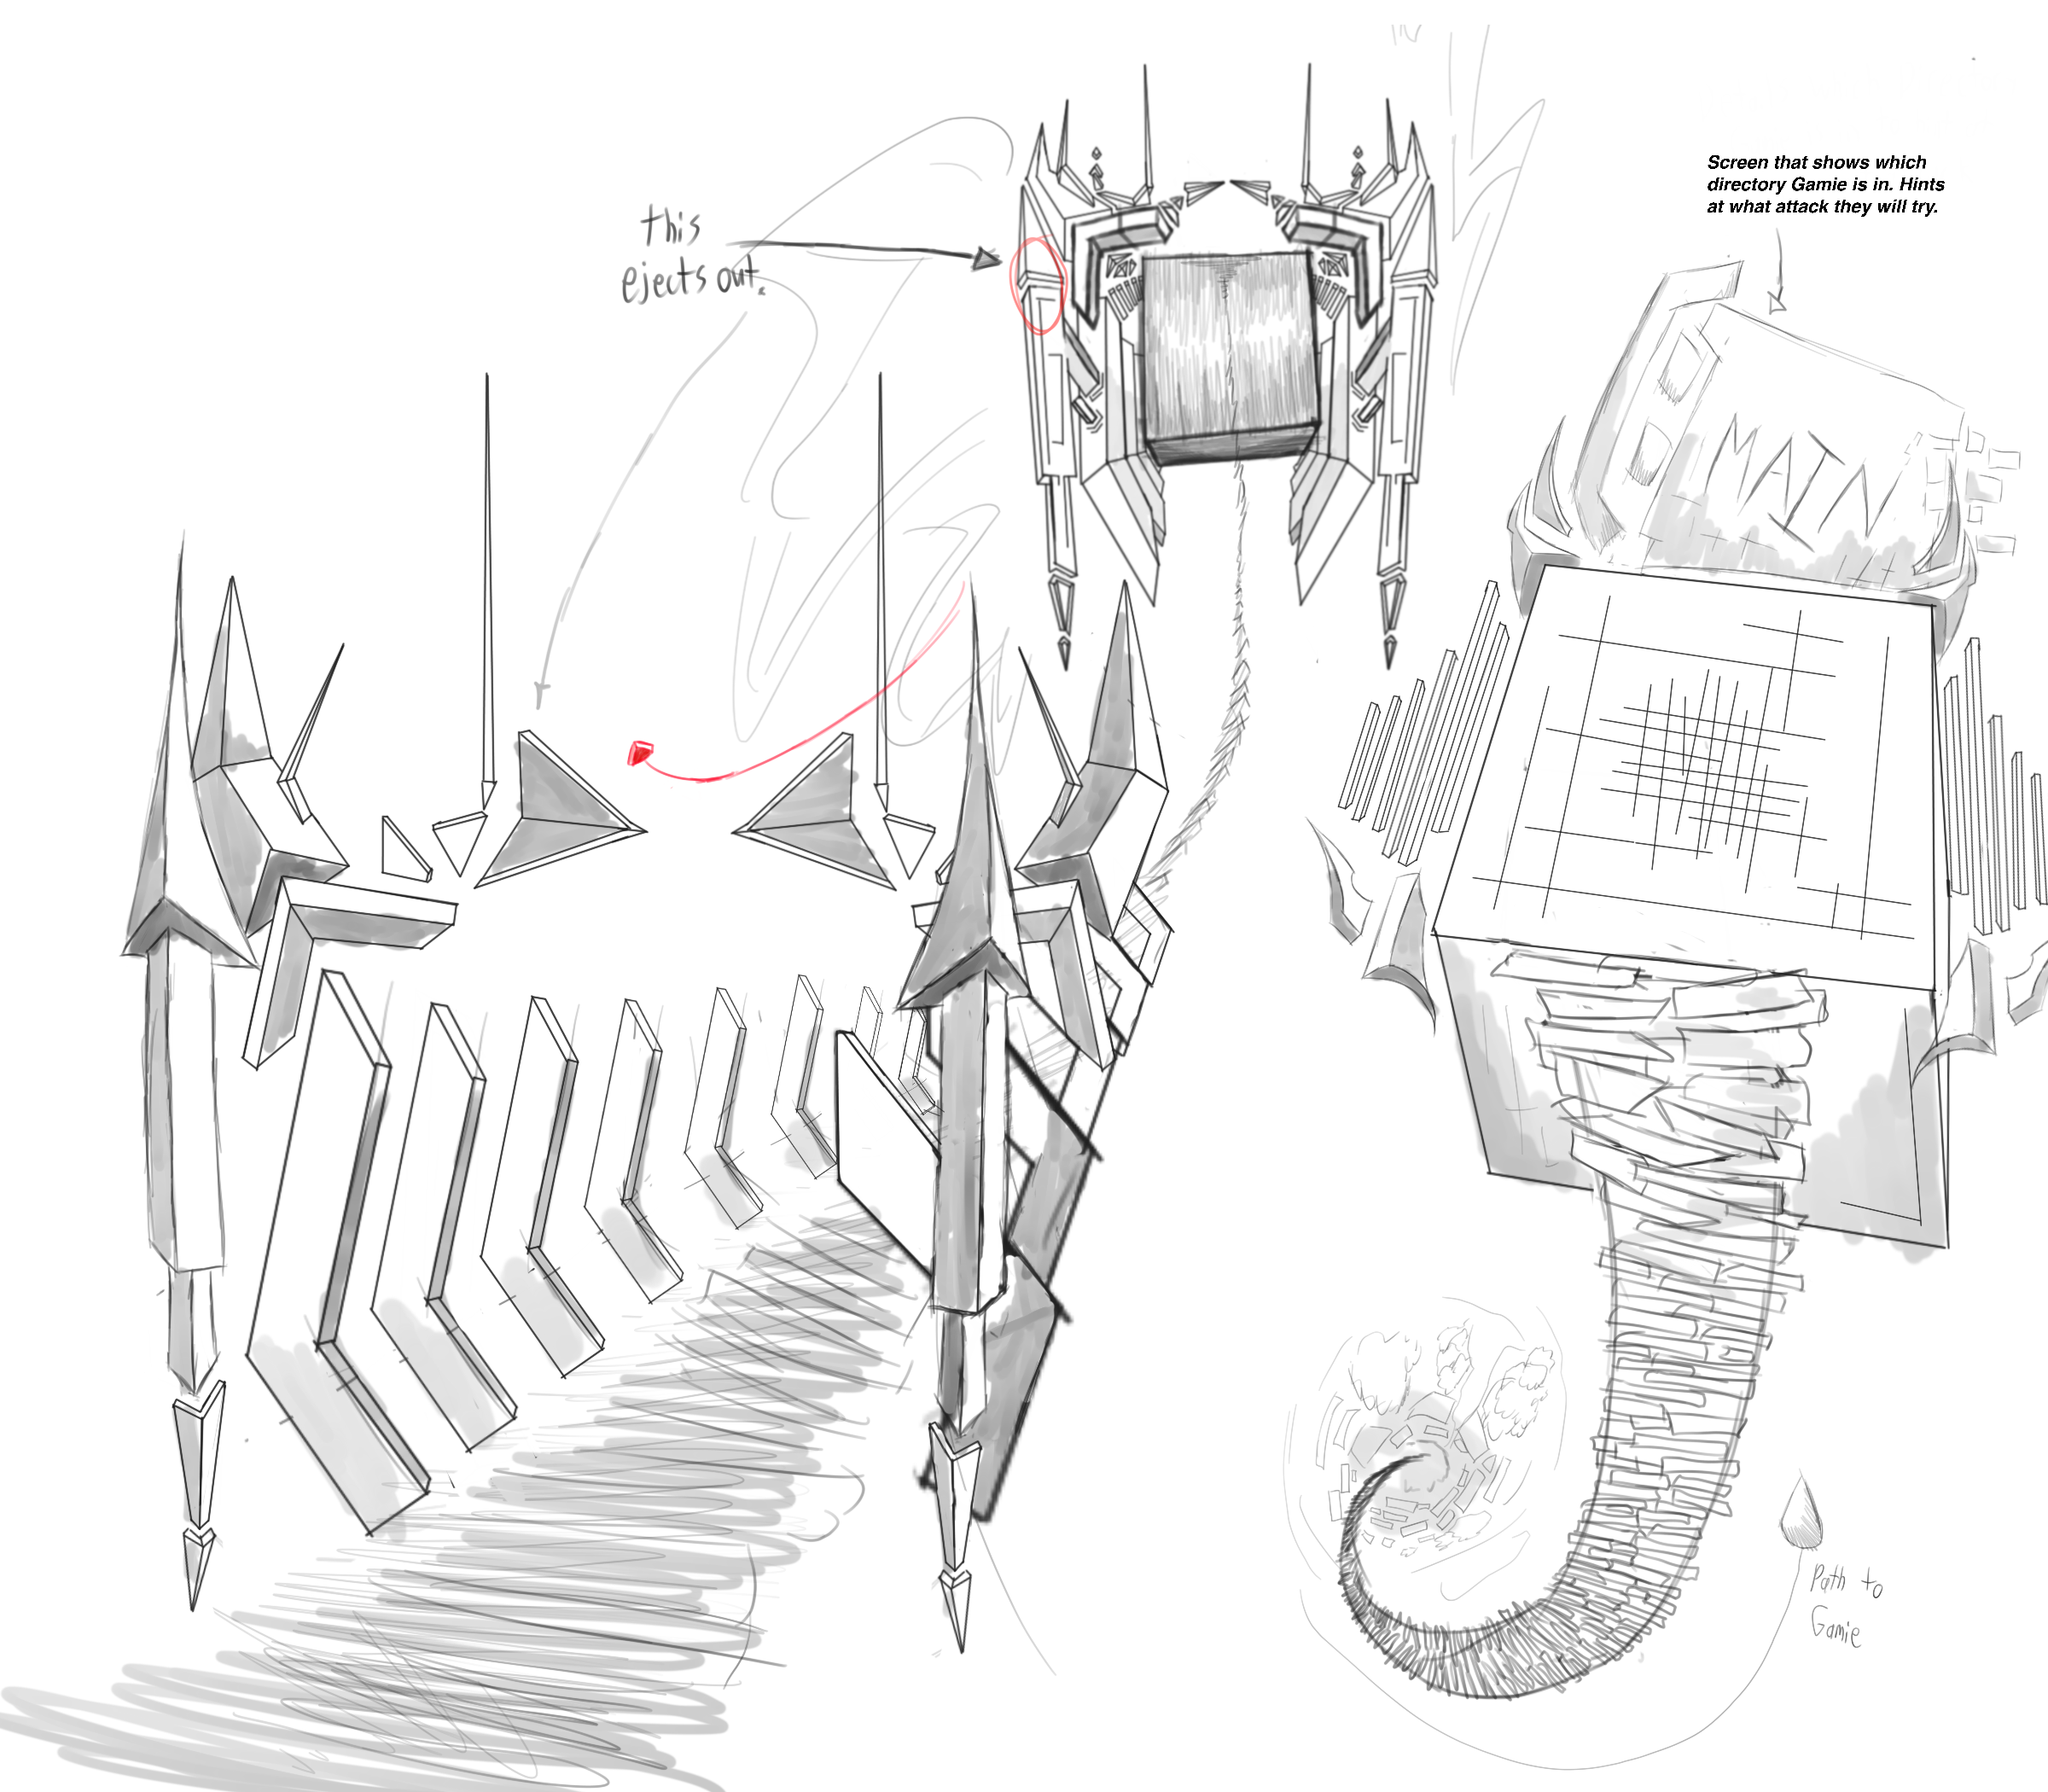 this
ejects out.
Screen that shows which
directory Gamie is in. Hints
at what attack they will try.
MAIN
Path to
Gamie